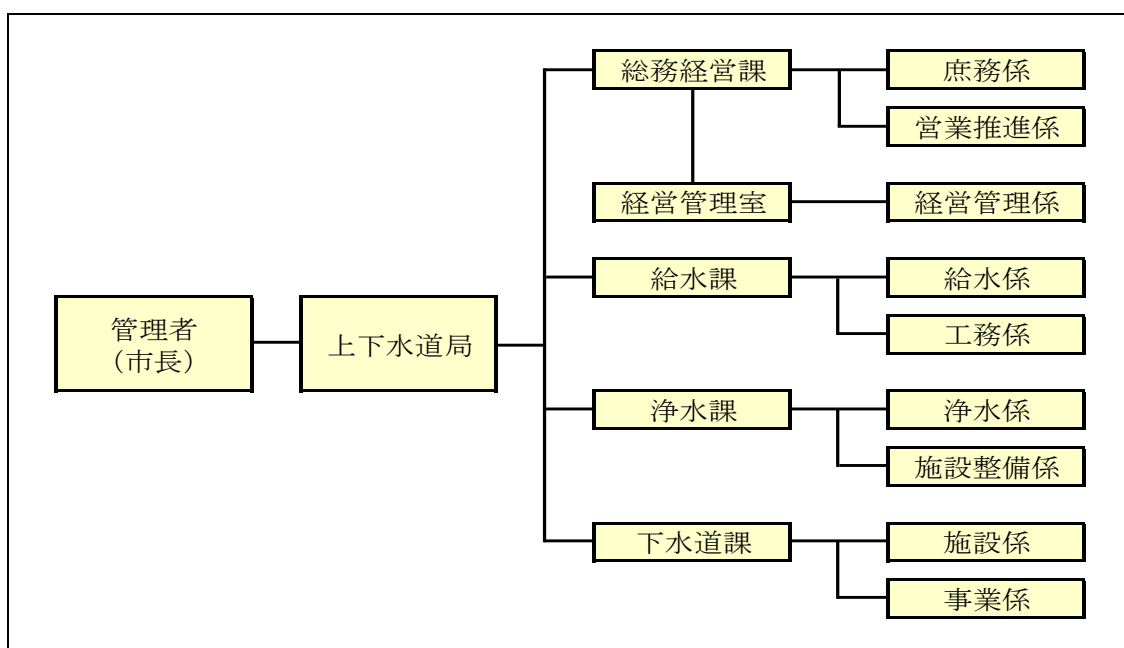 管理者
(市長)
上下水道局
総務経営課
庶務係
営業推進係
経営管理室
経営管理係
給水課
給水係
工務係
浄水課
浄水係
施設整備係
下水道課
施設係
事業係